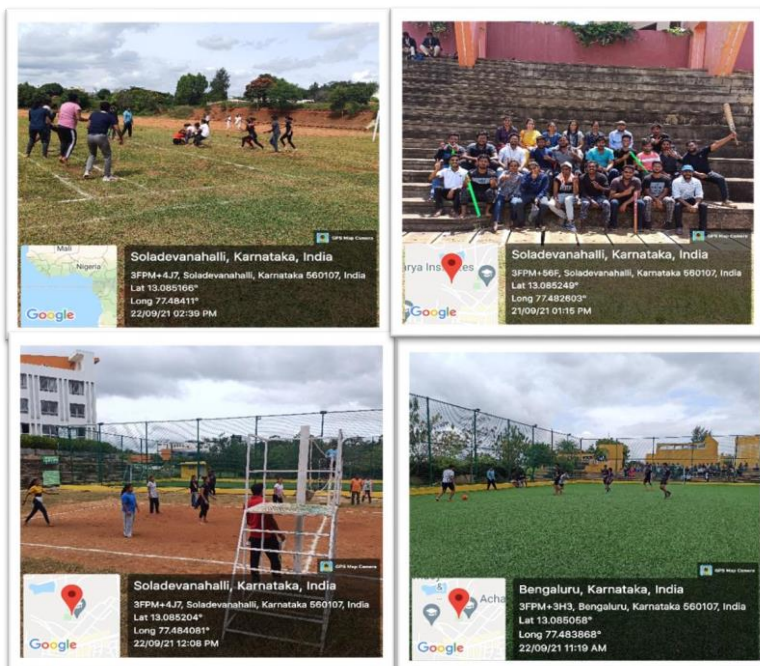 GPS Map Camera
Mali
Nigeria
Google
Soladevanahalli, Karnataka, India
3FPM+4J7, Soladevanahalli, Karnataka 560107, India
Lat 13.085166°
Long 77.48411°
22/09/21 02:39 PM
GPS Map Camera
arya Institutes
Google
Soladevanahalli, Karnataka, India
3FPM+56F, Soladevanahalli, Karnataka 560107, India
Lat 13.085249°
Long 77.482603°
21/09/21 01:15 PM
GPS Map Camera
Google
Soladevanahalli, Karnataka, India
3FPM+4J7, Soladevanahalli, Karnataka 560107, India
Lat 13.085204°
Long 77.484081°
22/09/21 12:08 PM
GPS Map Camera
&
Acha
Google
Bengaluru, Karnataka, India
3FPM+3H3, Bengaluru, Karnataka 560107, India
Lat 13.085058°
Long 77.483868°
22/09/21 11:19 AM